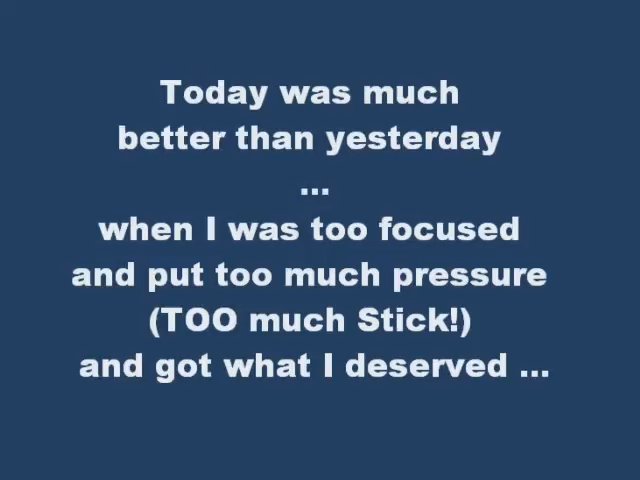 Today was much
better than yesterday
...
when I was too focused
and put too much pressure
(TOO much Stick!)
and got what I deserved ...